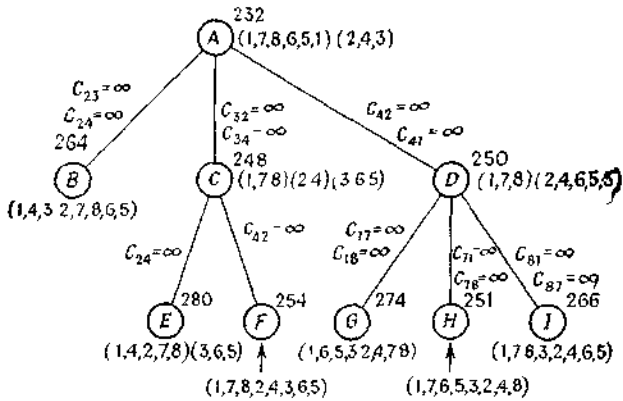 232
A (1,7,8,6,5,1) (2,4,3)
C₂₃=∞
C₂₄=∞
C₃₂=∞
C₃₄=∞
C₄₂=∞
C₄₁=∞
264
B
(1,4,3 2,7,8,6,5)
248
C (1,7 8) (2 4) (3 6 5)
250
D (1,7,8) (2,4,6,5,3)
C₂₄=∞
C₄₂=∞
C₁₇=∞
C₁₈=∞
C₇₁=∞
C₇₈=∞
C₈₁=∞
C₈₇=∞
280
E
(1,4,2,7,8)(3,6,5)
254
F
(1,7,8,2,4,3,6,5)
274
G
(1,6,5,3 2,4,7 8)
251
H
(1,7,6,5,3,2,4,8)
266
I
(1,7 8,3,2,4,6,5)